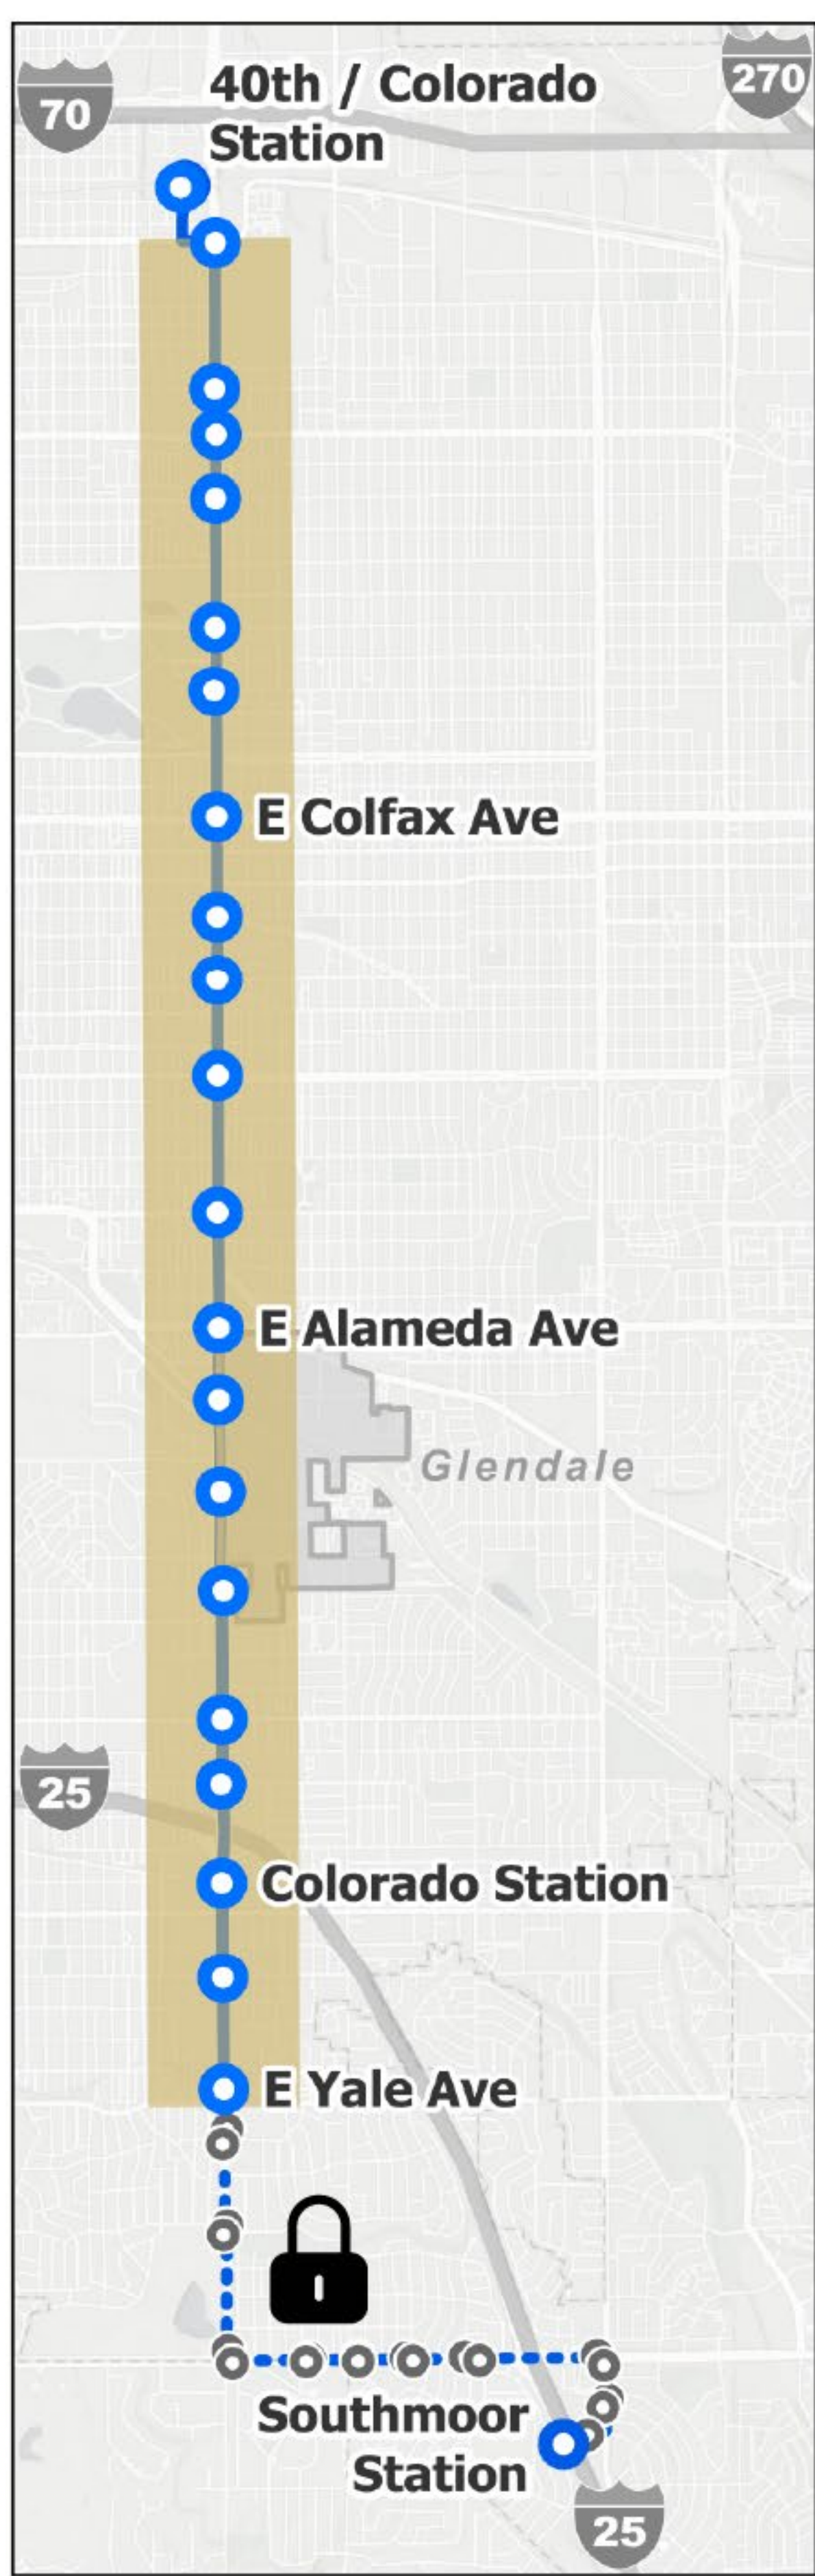 70
40th / Colorado
Station
270
E Colfax Ave
E Alameda Ave
Glendale
25
Colorado Station
E Yale Ave
Southmoor
Station
25